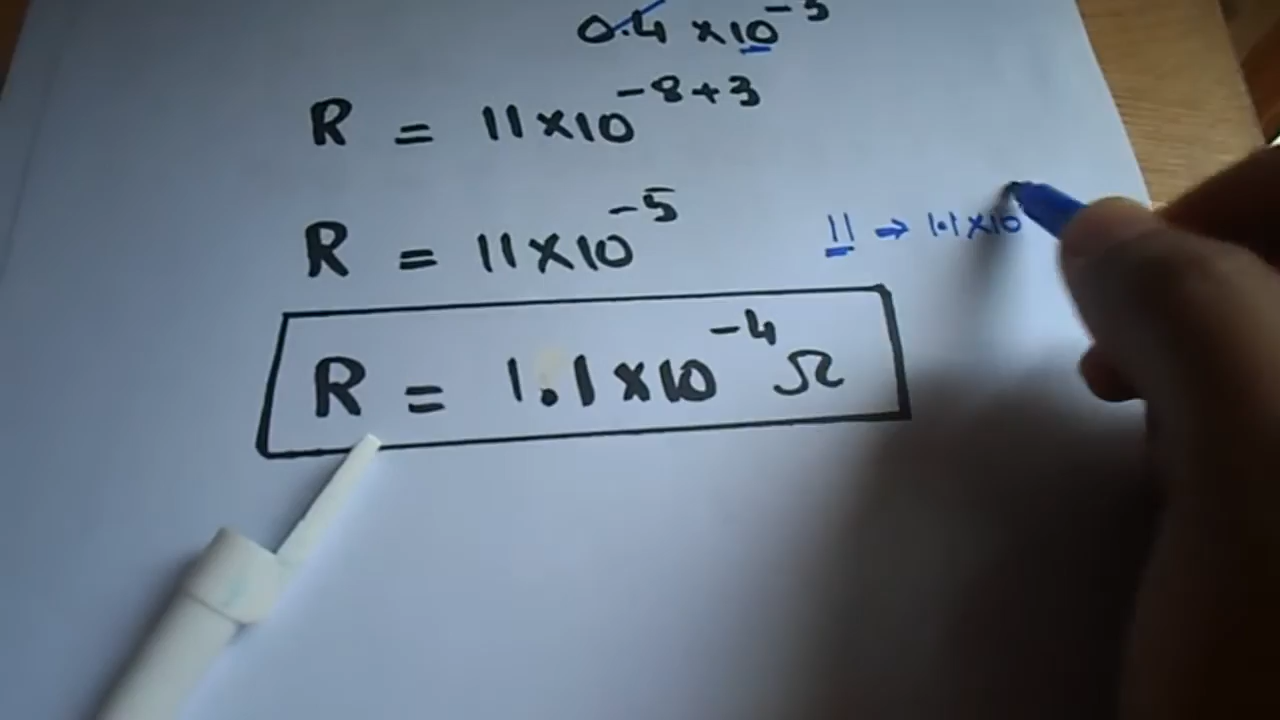 0.4 × 10⁻³
R = 11×10⁻⁸⁺³
R = 11×10⁻⁵
11 → 1.1×10
R = 1.1×10⁻⁴ Ω